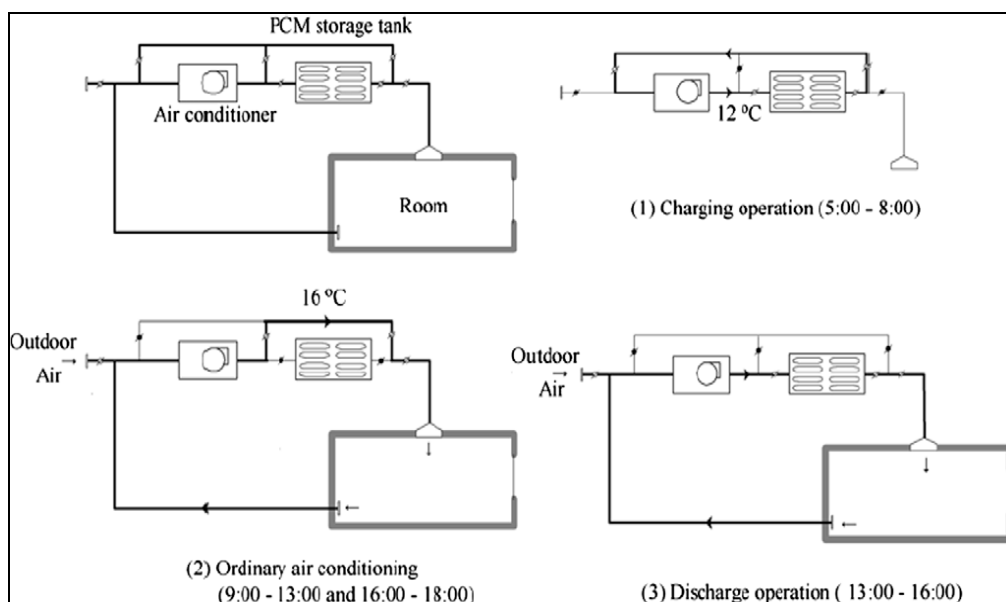 PCM storage tank
Air conditioner
Room
12 ⁰C
(1) Charging operation (5:00 - 8:00)
16 ⁰C
Outdoor
Air
(2) Ordinary air conditioning
(9:00 - 13:00 and 16:00 - 18:00)
Outdoor
Air
(3) Discharge operation ( 13:00 - 16:00)